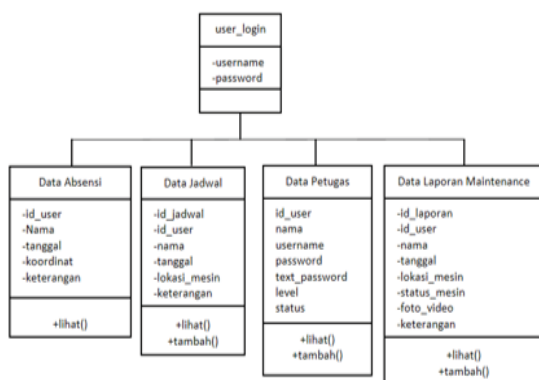 user_login
-username
-password
Data Absensi
-id_user
-Nama
-tanggal
-koordinat
-keterangan
+lihat()
Data Jadwal
-id_jadwal
-id_user
-nama
-tanggal
-lokasi_mesin
-keterangan
+lihat()
+tambah()
Data Petugas
id_user
nama
username
password
text_password
level
status
+lihat()
+tambah()
Data Laporan Maintenance
-id_laporan
-id_user
-nama
-tanggal
-lokasi_mesin
-status_mesin
-foto_video
-keterangan
+lihat()
+tambah()